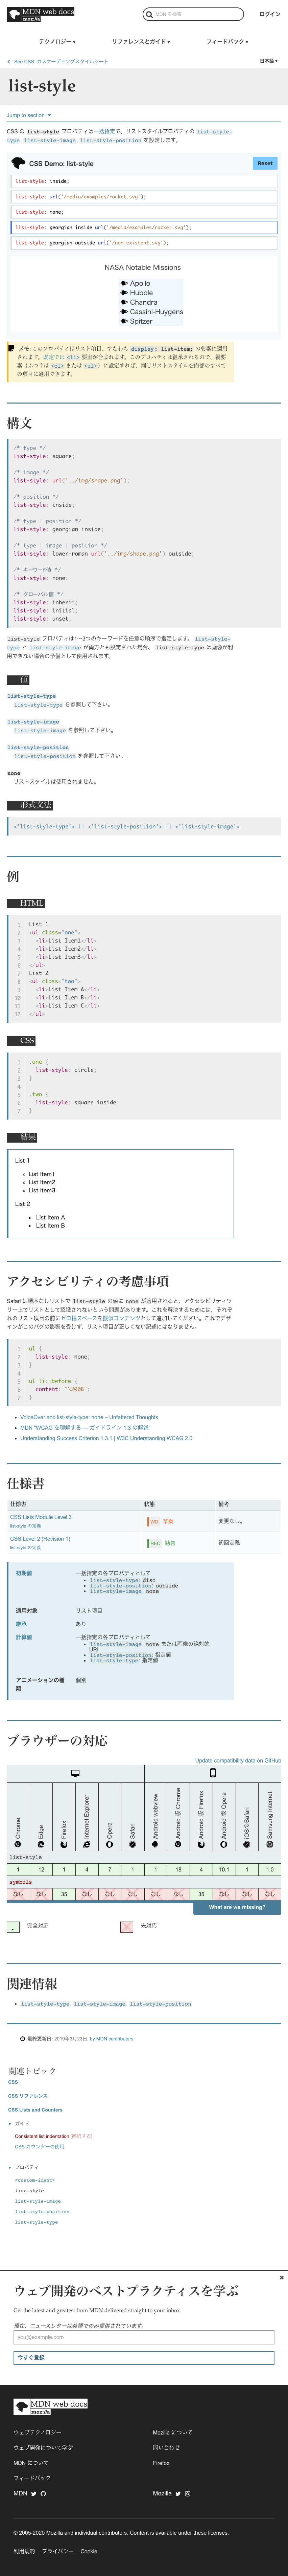 MDN web docs
mozilla
MDN を検索
ログイン
テクノロジー ▾
リファレンスとガイド ▾
フィードバック ▾
See CSS: カスケーディングスタイルシート
日本語 ▾
list-style
Jump to section
CSS の list-style プロパティは一括指定で、リストスタイルプロパティの list-style-
type, list-style-image, list-style-position を設定します。
CSS Demo: list-style
Reset
list-style: inside;
list-style: url('/media/examples/rocket.svg');
list-style: none;
list-style: georgian inside url('/media/examples/rocket.svg');
list-style: georgian outside url('/non-existent.svg');
NASA Notable Missions
Apollo
Hubble
Chandra
Cassini-Huygens
Spitzer
メモ: このプロパティはリスト項目、すなわち display: list-item; の要素に適用
されます。既定では <li> 要素が含まれます。このプロパティは継承されるので、親要
素 (ふつうは <ol> または <ul>) に設定すれば、同じリストスタイルを内部のすべて
の項目に適用できます。
構文
/* type */
list-style: square;
/* image */
list-style: url('../img/shape.png');
/* position */
list-style: inside;
/* type | position */
list-style: georgian inside;
/* type | image | position */
list-style: lower-roman url('../img/shape.png') outside;
/* キーワード値 */
list-style: none;
/* グローバル値 */
list-style: inherit;
list-style: initial;
list-style: unset;
list-style プロパティは1〜3つのキーワードを任意の順序で指定します。 list-style-
type と list-style-image が両方とも設定された場合、 list-style-type は画像が利
用できない場合の予備として使用されます。
値
list-style-type
list-style-type を参照して下さい。
list-style-image
list-style-image を参照して下さい。
list-style-position
list-style-position を参照して下さい。
none
リストスタイルは使用されません。
形式文法
<'list-style-type'> || <'list-style-position'> || <'list-style-image'>
例
HTML
1 List 1
2 <ul class="one">
3 <li>List Item1</li>
4 <li>List Item2</li>
5 <li>List Item3</li>
6 </ul>
7 List 2
8 <ul class="two">
9 <li>List Item A</li>
10 <li>List Item B</li>
11 <li>List Item C</li>
12 </ul>
CSS
1 .one {
2 list-style: circle;
3 }
4
5 .two {
6 list-style: square inside;
7 }
結果
List 1
List Item1
List Item2
List Item3
List 2
List Item A
List Item B
アクセシビリティの考慮事項
Safari は順序なしリストで list-style の値に none が適用されると、アクセシビリティツ
リー上でリストとして認識されないという問題があります。これを解決するためには、それぞ
れのリスト項目の前にゼロ幅スペースを擬似コンテンツとして追加してください。これでデザ
インがこのバグの影響を受けず、リスト項目が正しくない記述にはなりません。
1 ul {
2 list-style: none;
3 }
4
5 ul li::before {
6 content: "\200B";
7 }
VoiceOver and list-style-type: none – Unfettered Thoughts
MDN "WCAG を理解する ― ガイドライン 1.3 の解説"
Understanding Success Criterion 1.3.1 | W3C Understanding WCAG 2.0
仕様書
仕様書 状態 備考
CSS Lists Module Level 3
list-style の定義
WD 草案
変更なし。
CSS Level 2 (Revision 1)
list-style の定義
REC 勧告
初回定義
初期値 一括指定の各プロパティとして
list-style-type: disc
list-style-position: outside
list-style-image: none
適用対象 リスト項目
継承 あり
計算値 一括指定の各プロパティとして
list-style-image: none または画像の絶対的
URI
list-style-position: 指定値
list-style-type: 指定値
アニメーションの種
類
個別
ブラウザーの対応
Update compatibility data on GitHub
Chrome
Edge
Firefox
Internet Explorer
Opera
Safari
Android webview
Android 版 Chrome
Android 版 Firefox
Android 版 Opera
iOSのSafari
Samsung Internet
list-style
1 12 1 4 7 1 1 18 4 10.1 1 1.0
symbols
なし なし 35 なし なし なし なし なし 35 なし なし なし
What are we missing?
完全対応
未対応
関連情報
list-style-type, list-style-image, list-style-position
最終更新日: 2019年3月23日, by MDN contributors
関連トピック
CSS
CSS リファレンス
CSS Lists and Counters
ガイド
Consistent list indentation [翻訳する]
CSS カウンターの使用
プロパティ
<custom-ident>
list-style
list-style-image
list-style-position
list-style-type
ウェブ開発のベストプラクティスを学ぶ
Get the latest and greatest from MDN delivered straight to your inbox.
現在、ニュースレターは英語でのみ提供されています。
you@example.com
今すぐ登録
MDN web docs
mozilla
ウェブテクノロジー
ウェブ開発について学ぶ
MDN について
フィードバック
Mozilla について
問い合わせ
Firefox
MDN
Mozilla
© 2005-2020 Mozilla and individual contributors. Content is available under these licenses.
利用規約 プライバシー Cookie